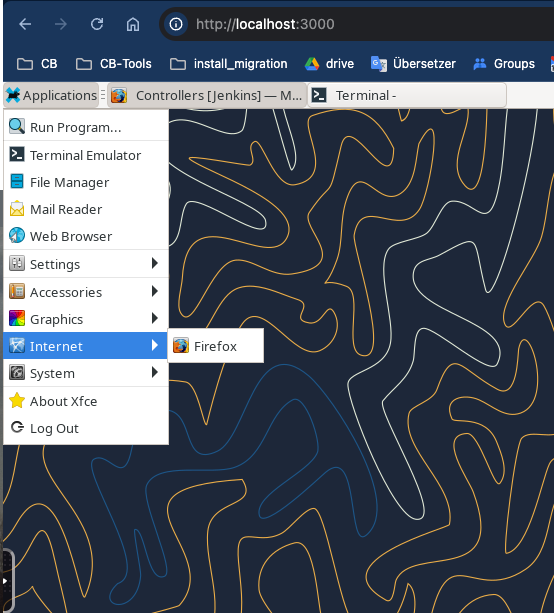 http://localhost:3000
CB CB-Tools install_migration drive Übersetzer Groups
Applications Controllers [Jenkins] — M... Terminal -
Run Program...
Terminal Emulator
File Manager
Mail Reader
Web Browser
Settings
Accessories
Graphics
Internet Firefox
System
About Xfce
Log Out